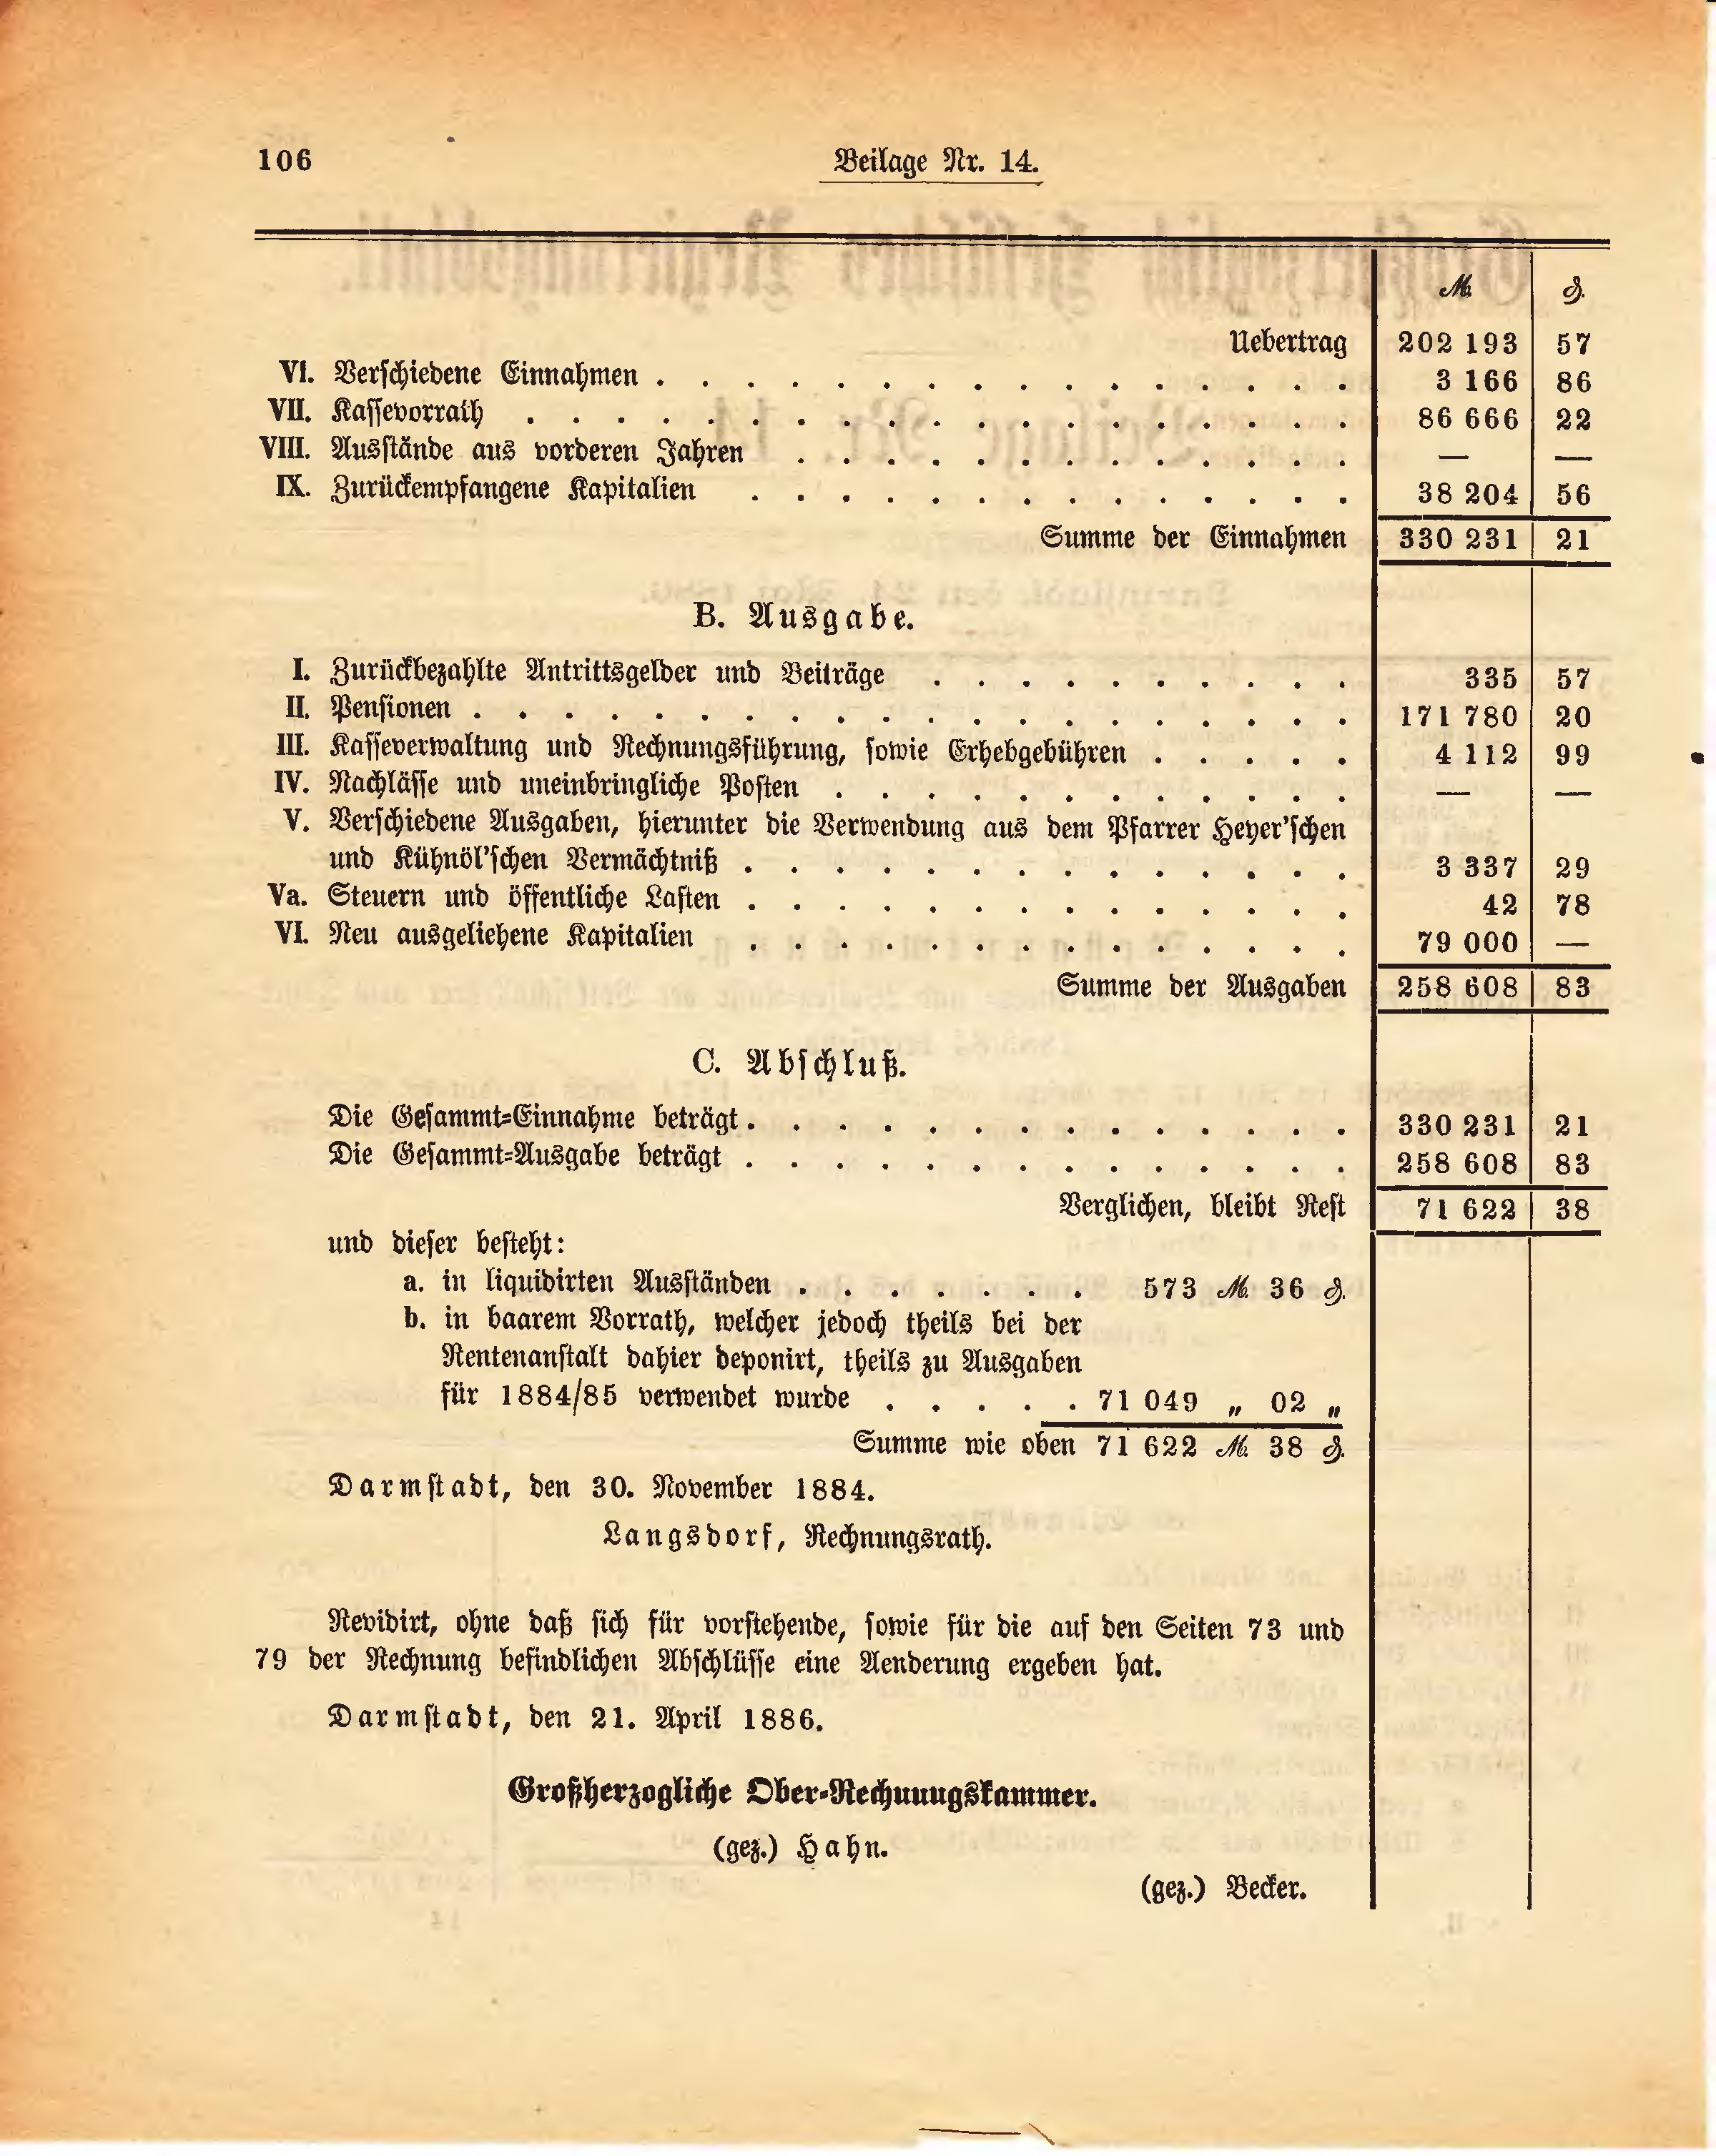 106
Beilage Nr. 14.
ℳ ₰.
Uebertrag 202 193 57
VI. Verschiedene Einnahmen . . . . . . . . . . . . . . . . 3 166 86
VII. Kassevorrath . . . . . . . . . . . . . . . . . . . 86 666 22
VIII. Ausstände aus vorderen Jahren . . . . . . . . . . . . . — —
IX. Zurückempfangene Kapitalien . . . . . . . . . . . . . . 38 204 56
Summe der Einnahmen 330 231 21
B. Ausgabe.
I. Zurückbezahlte Antrittsgelder und Beiträge . . . . . . . . . . 335 57
II. Pensionen . . . . . . . . . . . . . . . . . . . . 171 780 20
III. Kasseverwaltung und Rechnungsführung, sowie Erhebgebühren . . . . . 4 112 99
IV. Nachlässe und uneinbringliche Posten . . . . . . . . . . . . — —
V. Verschiedene Ausgaben, hierunter die Verwendung aus dem Pfarrer Heyer'schen
und Kühnöl'schen Vermächtniß . . . . . . . . . . . . . . 3 337 29
Va. Steuern und öffentliche Lasten . . . . . . . . . . . . . . 42 78
VI. Neu ausgeliehene Kapitalien . . . . . . . . . . . . . . 79 000 —
Summe der Ausgaben 258 608 83
C. Abschluß.
Die Gesammt=Einnahme beträgt . . . . . . . . . . . . . . 330 231 21
Die Gesammt=Ausgabe beträgt . . . . . . . . . . . . . . 258 608 83
Verglichen, bleibt Rest 71 622 38
und dieser besteht:
a. in liquidirten Ausständen . . . . . . . 573 ℳ 36 ₰.
b. in baarem Vorrath, welcher jedoch theils bei der
Rentenanstalt dahier deponirt, theils zu Ausgaben
für 1884/85 verwendet wurde . . . . . 71 049 „ 02 „
Summe wie oben 71 622 ℳ 38 ₰.
Darmstadt, den 30. November 1884.
Langsdorf, Rechnungsrath.
Revidirt, ohne daß sich für vorstehende, sowie für die auf den Seiten 73 und
79 der Rechnung befindlichen Abschlüsse eine Aenderung ergeben hat.
Darmstadt, den 21. April 1886.
Großherzogliche Ober=Rechnungskammer.
(gez.) Hahn.
(gez.) Becker.